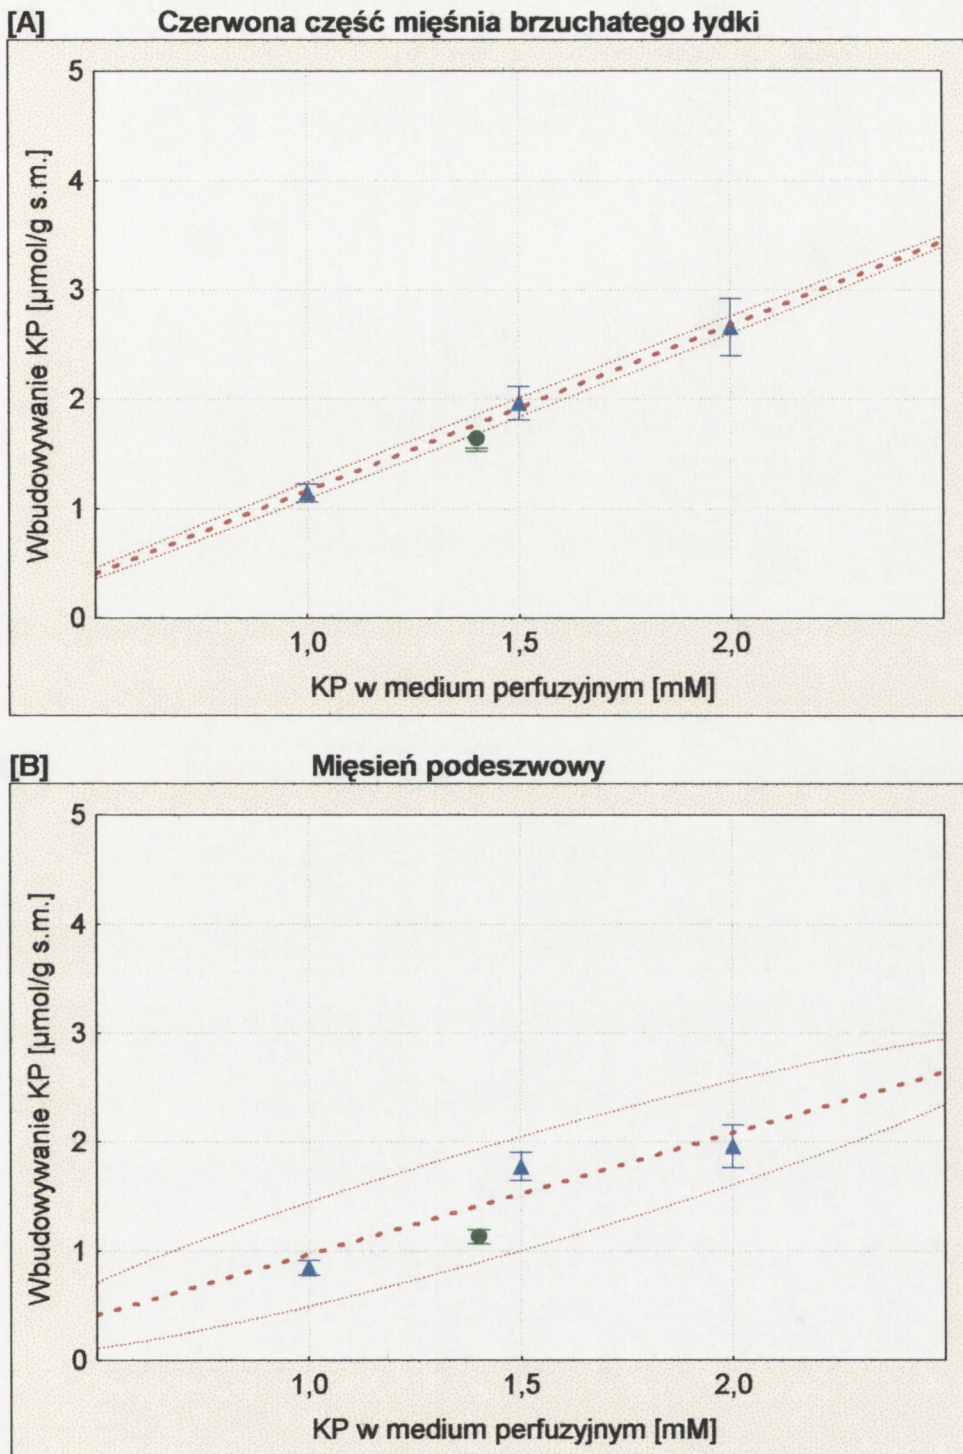 [A] Czerwona część mięśnia brzuchatego łydki
Wbudowywanie KP [µmol/g s.m.]
5
4
3
2
1
0
1,0 1,5 2,0
KP w medium perfuzyjnym [mM]
[B] Mięsień podeszwowy
Wbudowywanie KP [µmol/g s.m.]
5
4
3
2
1
0
1,0 1,5 2,0
KP w medium perfuzyjnym [mM]